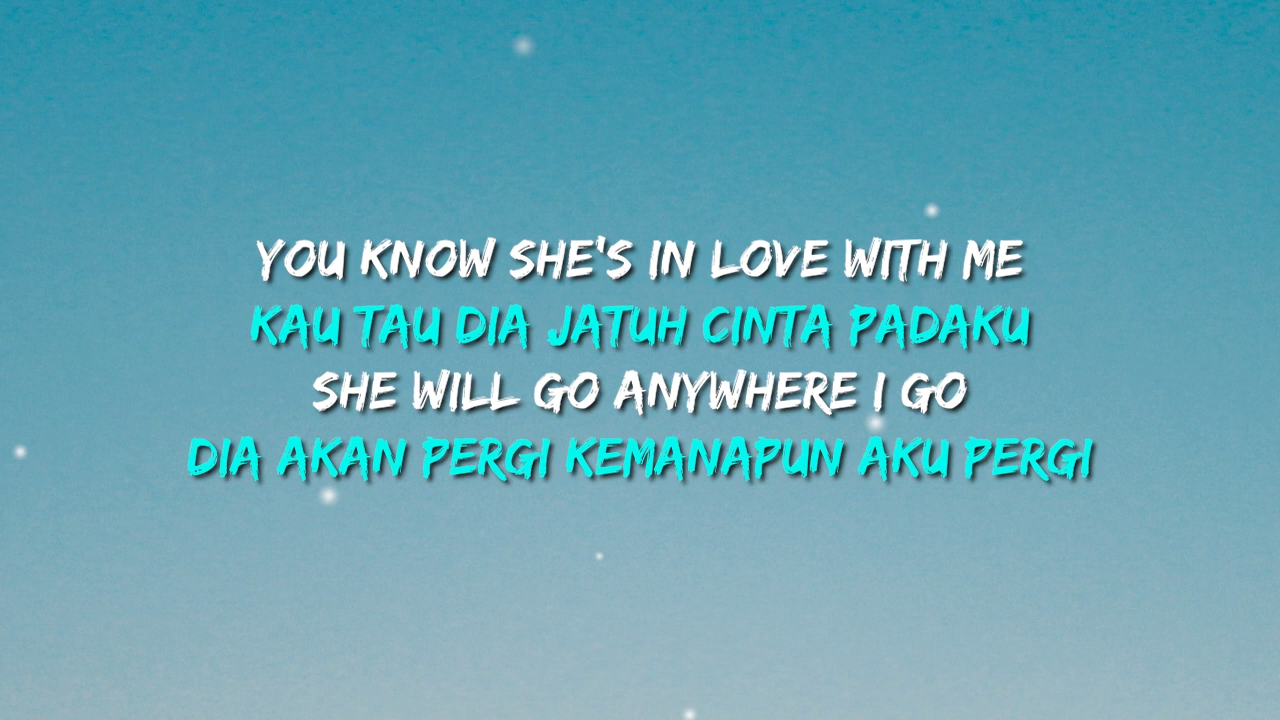 YOU KNOW SHE'S IN LOVE WITH ME
KAU TAU DIA JATUH CINTA PADAKU
SHE WILL GO ANYWHERE I GO
DIA AKAN PERGI KEMANAPUN AKU PERGI